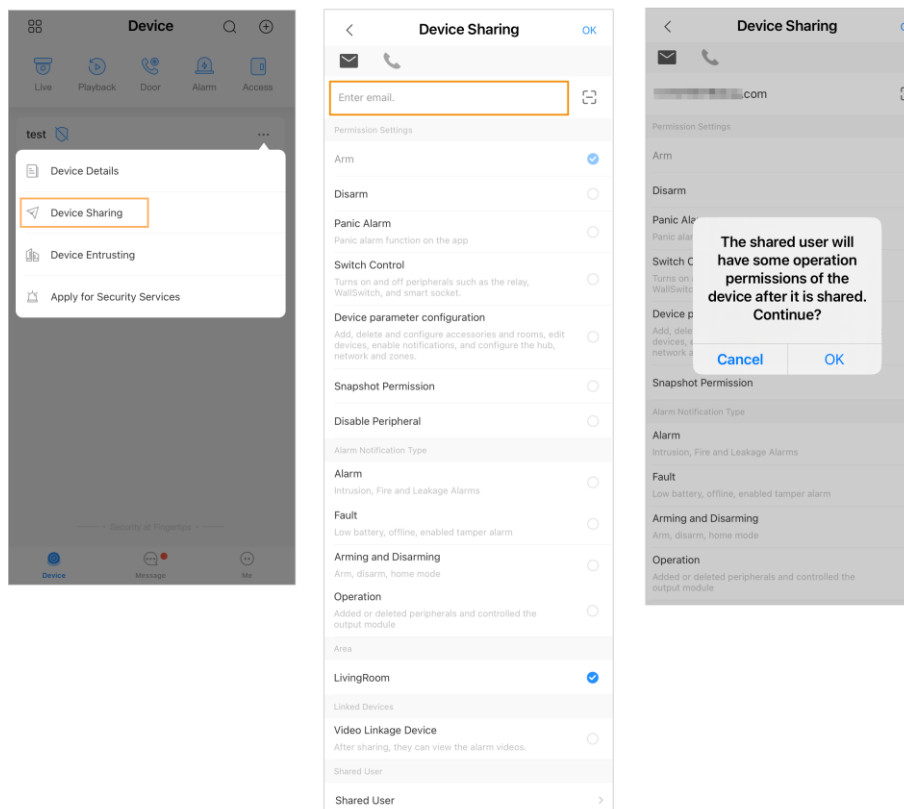 Device
Live Playback Door Alarm Access
test
Device Details
Device Sharing
Device Entrusting
Apply for Security Services
Security at Fingertips
Device Message Me
Device Sharing OK
Enter email.
Permission Settings
Arm
Disarm
Panic Alarm
Panic alarm function on the app
Switch Control
Turns on and off peripherals such as the relay,
WallSwitch, and smart socket.
Device parameter configuration
Add, delete and configure accessories and rooms, edit
devices, enable notifications, and configure the hub,
network and zones.
Snapshot Permission
Disable Peripheral
Alarm Notification Type
Alarm
Intrusion, Fire and Leakage Alarms
Fault
Low battery, offline, enabled tamper alarm
Arming and Disarming
Arm, disarm, home mode
Operation
Added or deleted peripherals and controlled the
output module
Area
LivingRoom
Linked Devices
Video Linkage Device
After sharing, they can view the alarm videos.
Shared User
Shared User
Device Sharing
.com
Permission Settings
Arm
Disarm
Panic
Panic
Switch
Turns on
Device
Add,
devices,
network
The shared user will
have some operation
permissions of the
device after it is shared.
Continue?
Cancel OK
Snapshot Permission
Alarm Notification Type
Alarm
Intrusion, Fire and Leakage Alarms
Fault
Low battery, offline, enabled tamper alarm
Arming and Disarming
Arm, disarm, home mode
Operation
Added or deleted peripherals and controlled the
output module